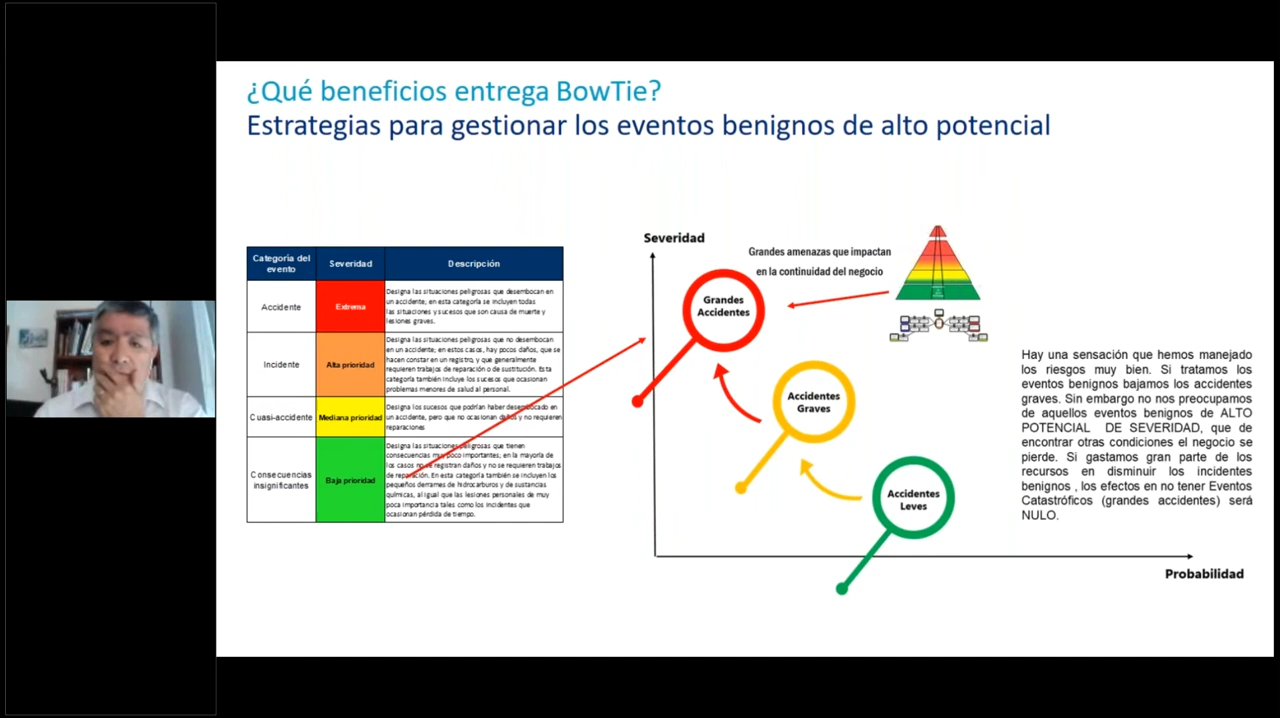 ¿Qué beneficios entrega BowTie?
Estrategias para gestionar los eventos benignos de alto potencial
Categoria del
evento
Severidad
Descripción
Accidente
Extrema
Designa las situaciones peligrosas que desembocan en
un accidente; en esta categoría se incluyen todas
las situaciones y sucesos que son causa de muerte y
lesiones graves.
Incidente
Alta prioridad
Designa las situaciones peligrosas que no desembocan
en un accidente; en estos casos, hay pocos daños, que se
hacen constar en un registro, y que generalmente
requieren trabajos de reparación o de sustitución. Esta
categoría también incluye los sucesos que ocasionan
problemas menores de salud al personal.
Cuasi-accidente
Mediana prioridad
Designa los sucesos que podrían haber desembocado en
un accidente, pero que no ocasionan daños y no requieren
reparaciones
Consecuencias
insignificantes
Baja prioridad
Designa las situaciones peligrosas que tienen
consecuencias muy poco importantes; en la mayoría de
los casos no se registran daños y no se requieren trabajos
de reparación. En esta categoría también se incluyen los
pequeños derrames de hidrocarburos y de sustancias
químicas, al igual que las lesiones personales de muy
poca importancia tales como los incidentes que
ocasionan pérdida de tiempo.
Severidad
Grandes amenazas que impactan
en la continuidad del negocio
Grandes
Accidentes
Accidentes
Graves
Accidentes
Leves
Probabilidad
Hay una sensación que hemos manejado
los riesgos muy bien. Si tratamos los
eventos benignos bajamos los accidentes
graves. Sin embargo no nos preocupamos
de aquellos eventos benignos de ALTO
POTENCIAL DE SEVERIDAD, que de
encontrar otras condiciones el negocio se
pierde. Si gastamos gran parte de los
recursos en disminuir los incidentes
benignos , los efectos en no tener Eventos
Catastróficos (grandes accidentes) será
NULO.